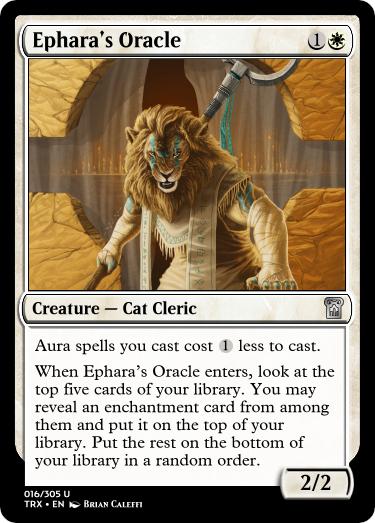 Ephara's Oracle 1
Creature — Cat Cleric
Aura spells you cast cost 1 less to cast.
When Ephara's Oracle enters, look at the
top five cards of your library. You may
reveal an enchantment card from among
them and put it on the top of your
library. Put the rest on the bottom of
your library in a random order.
2/2
016/305 U
TRX • EN Brian Caleffi